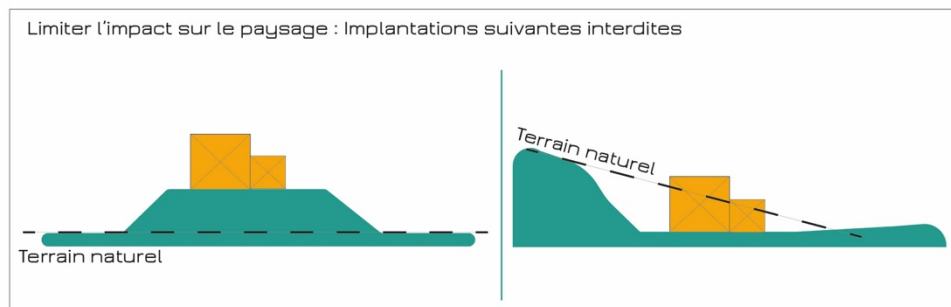 Limiter l'impact sur le paysage : Implantations suivantes interdites
Terrain naturel
Terrain naturel